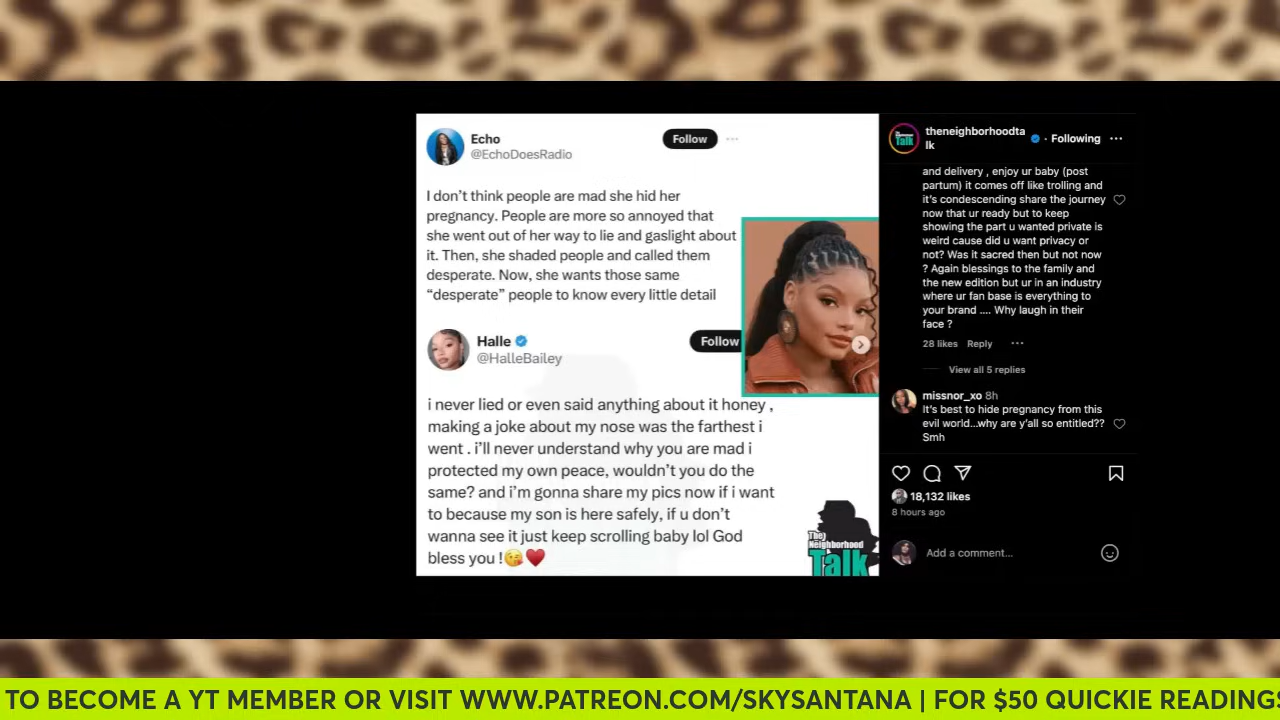 Echo
@EchoDoesRadio
Follow
I don't think people are mad she hid her
pregnancy. People are more so annoyed that
she went out of her way to lie and gaslight about
it. Then, she shaded people and called them
desperate. Now, she wants those same
“desperate” people to know every little detail
Halle
@HalleBailey
Follow
i never lied or even said anything about it honey ,
making a joke about my nose was the farthest i
went . i'll never understand why you are mad i
protected my own peace, wouldn't you do the
same? and i'm gonna share my pics now if i want
to because my son is here safely, if u don't
wanna see it just keep scrolling baby lol God
bless you !😘♥️
The
Neighborhood
Talk
theneighborhoodta
lk
• Following
and delivery , enjoy ur baby (post
partum) it comes off like trolling and
it's condescending share the journey
now that ur ready but to keep
showing the part u wanted private is
weird cause did u want privacy or
not? Was it sacred then but not now
? Again blessings to the family and
the new edition but ur in an industry
where ur fan base is everything to
your brand .... Why laugh in their
face ?
28 likes Reply
View all 5 replies
missnor_xo 8h
It's best to hide pregnancy from this
evil world...why are y'all so entitled??
Smh
18,132 likes
8 hours ago
Add a comment...
TO BECOME A YT MEMBER OR VISIT WWW.PATREON.COM/SKYSANTANA | FOR $50 QUICKIE READINGS